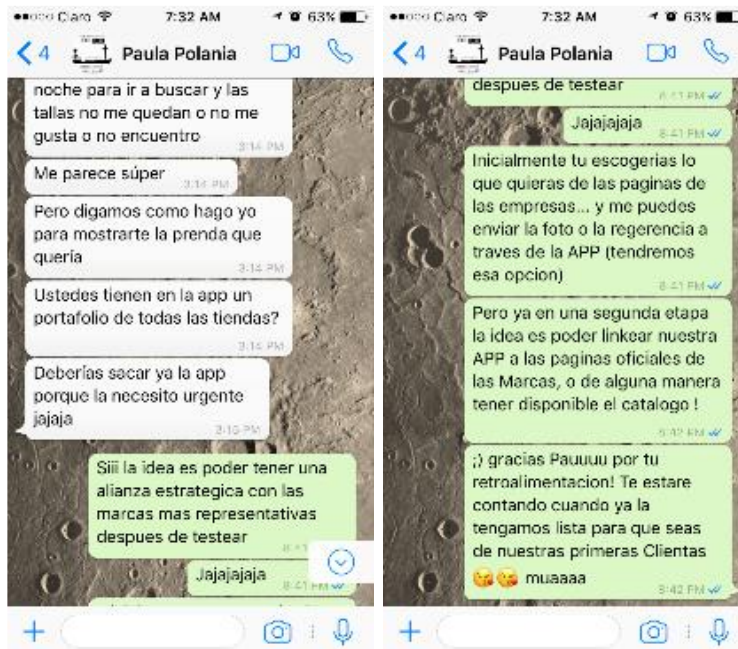 Claro 7:32 AM 63%
4 Paula Polania
noche para ir a buscar y las
tallas no me quedan o no me
gusta o no encuentro
3:14 PM
Me parece súper
3:14 PM
Pero digamos como hago yo
para mostrarte la prenda que
quería
3:14 PM
Ustedes tienen en la app un
portafolio de todas las tiendas?
3:14 PM
Deberías sacar ya la app
porque la necesito urgente
jajaja
3:15 PM
Siii la idea es poder tener una
alianza estrategica con las
marcas mas representativas
despues de testear
8:41
Jajajajaja
8:41 PM
Claro 7:32 AM 63%
4 Paula Polania
despues de testear
8:41 PM
Jajajajaja
8:41 PM
Inicialmente tu escogerias lo
que quieras de las paginas de
las empresas... y me puedes
enviar la foto o la regerencia a
traves de la APP (tendremos
esa opcion)
8:41 PM
Pero ya en una segunda etapa
la idea es poder linkear nuestra
APP a las paginas oficiales de
las Marcas, o de alguna manera
tener disponible el catalogo !
8:42 PM
;) gracias Pauuuu por tu
retroalimentacion! Te estare
contando cuando ya la
tengamos lista para que seas
de nuestras primeras Clientas
😘😘 muaaaa
8:42 PM